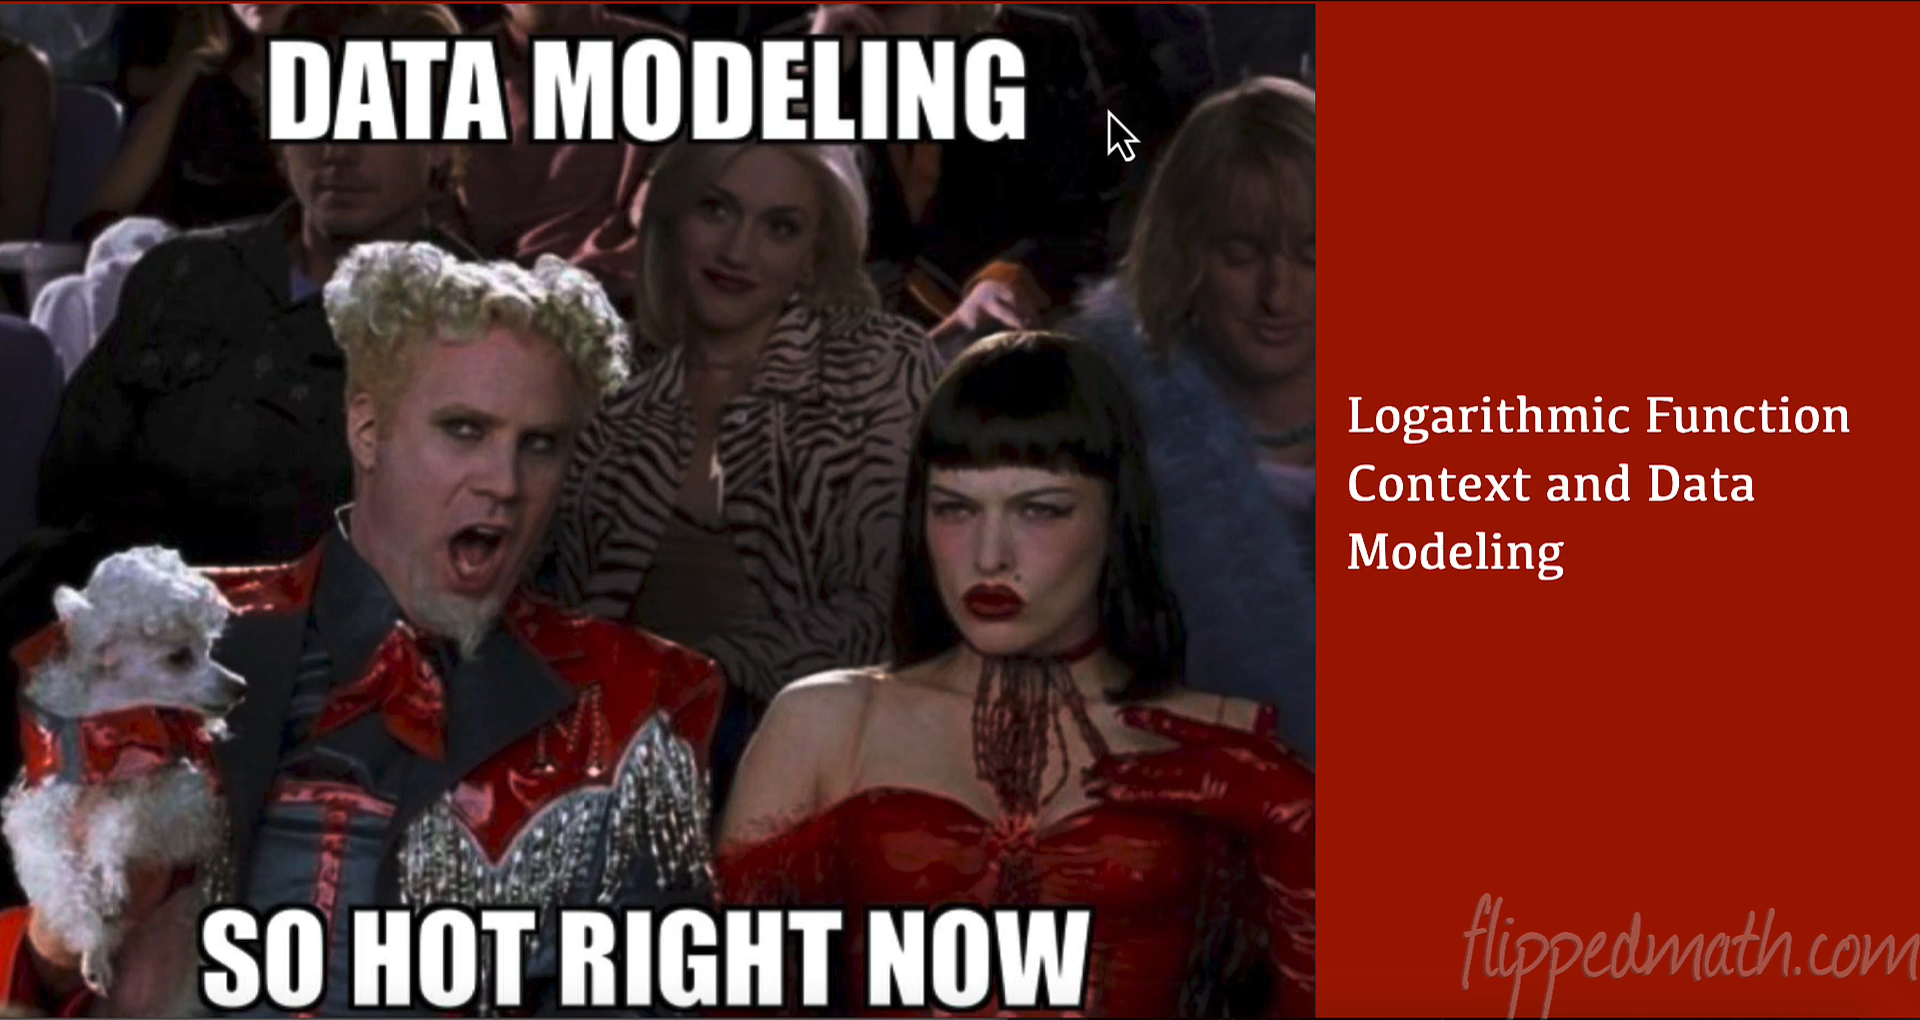 DATA MODELING
SO HOT RIGHT NOW
Logarithmic Function
Context and Data
Modeling
flippedmath.com